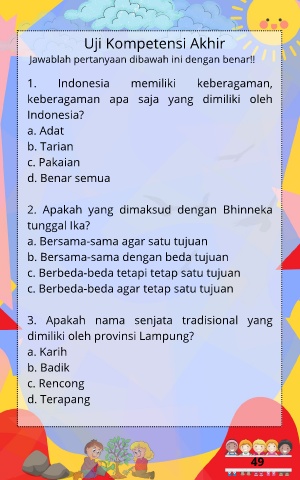 Uji Kompetensi Akhir
Jawablah pertanyaan dibawah ini dengan benar!!
1. Indonesia memiliki keberagaman,
keberagaman apa saja yang dimiliki oleh
Indonesia?
a. Adat
b. Tarian
c. Pakaian
d. Benar semua
2. Apakah yang dimaksud dengan Bhinneka
tunggal Ika?
a. Bersama-sama agar satu tujuan
b. Bersama-sama dengan beda tujuan
c. Berbeda-beda tetapi tetap satu tujuan
c. Berbeda-beda agar tetap satu tujuan
3. Apakah nama senjata tradisional yang
dimiliki oleh provinsi Lampung?
a. Karih
b. Badik
c. Rencong
d. Terapang
49